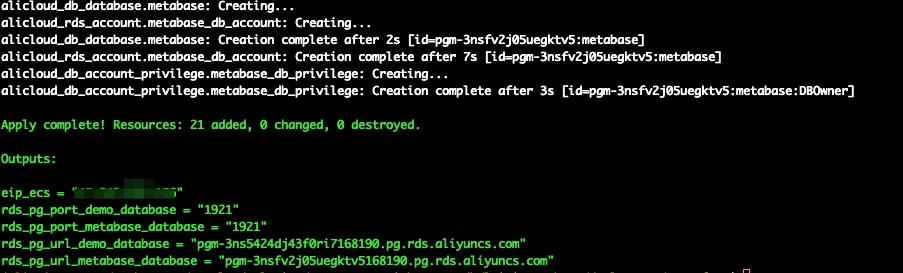 alicloud_db_database.metabase: Creating...
alicloud_rds_account.metabase_db_account: Creating...
alicloud_db_database.metabase: Creation complete after 2s [id=pgm-3nsfv2j05uegktv5:metabase]
alicloud_rds_account.metabase_db_account: Creation complete after 7s [id=pgm-3nsfv2j05uegktv5:metabase]
alicloud_db_account_privilege.metabase_db_privilege: Creating...
alicloud_db_account_privilege.metabase_db_privilege: Creation complete after 3s [id=pgm-3nsfv2j05uegktv5:metabase:DBOwner]
Apply complete! Resources: 21 added, 0 changed, 0 destroyed.
Outputs:
eip_ecs = "
rds_pg_port_demo_database = "1921"
rds_pg_port_metabase_database = "1921"
rds_pg_url_demo_database = "pgm-3ns5424dj43f0ri7168190.pg.rds.aliyuncs.com"
rds_pg_url_metabase_database = "pgm-3nsfv2j05uegktv5168190.pg.rds.aliyuncs.com"